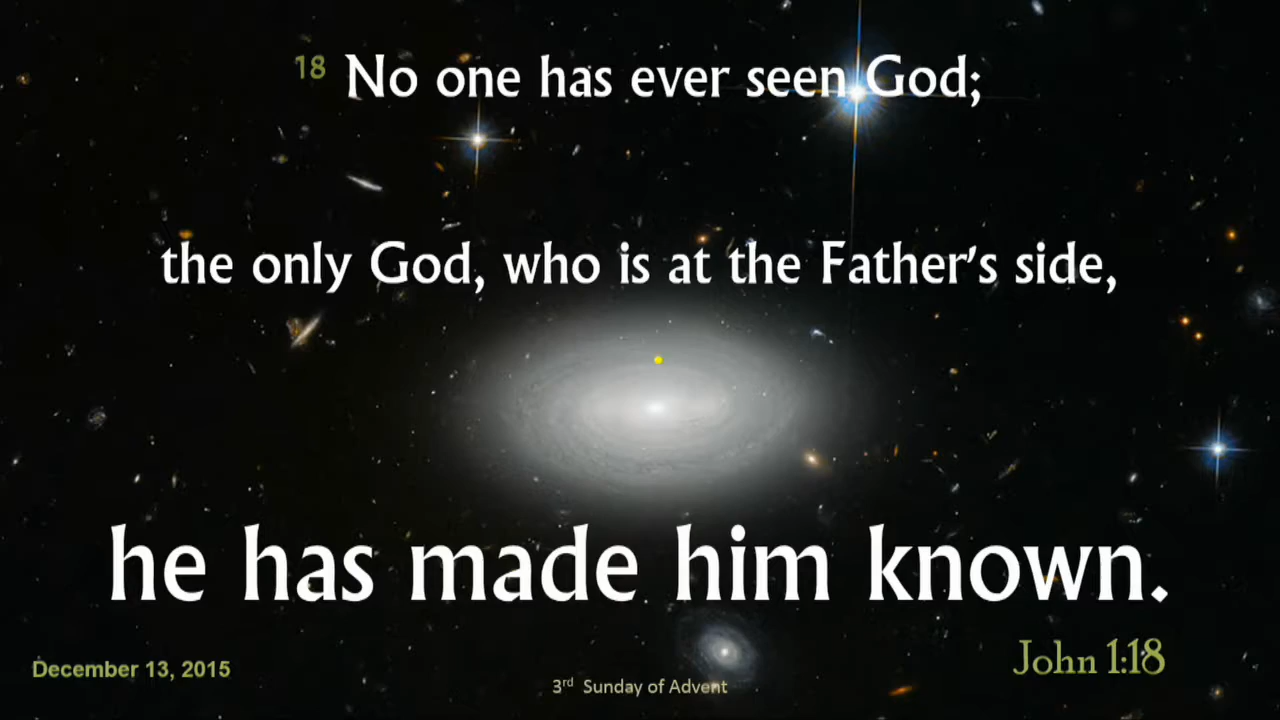 18 No one has ever seen God;
the only God, who is at the Father's side,
he has made him known.
John 1:18
December 13, 2015
3rd Sunday of Advent